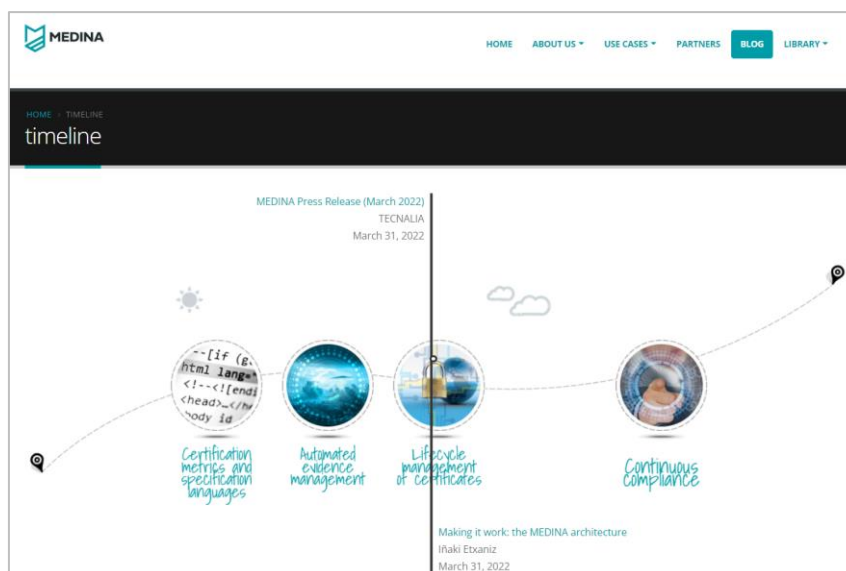 MEDINA
HOME ABOUT US USE CASES PARTNERS BLOG LIBRARY
HOME > TIMELINE
timeline
MEDINA Press Release (March 2022)
TECNALIA
March 31, 2022
--[if (g
html lang="
<!--<![endi
<head>
body id
Certification
metrics and
specification
languages
Automated
evidence
management
Lifecycle
management
of certificates
Continuous
compliance
Making it work: the MEDINA architecture
Iñaki Etxaniz
March 31, 2022